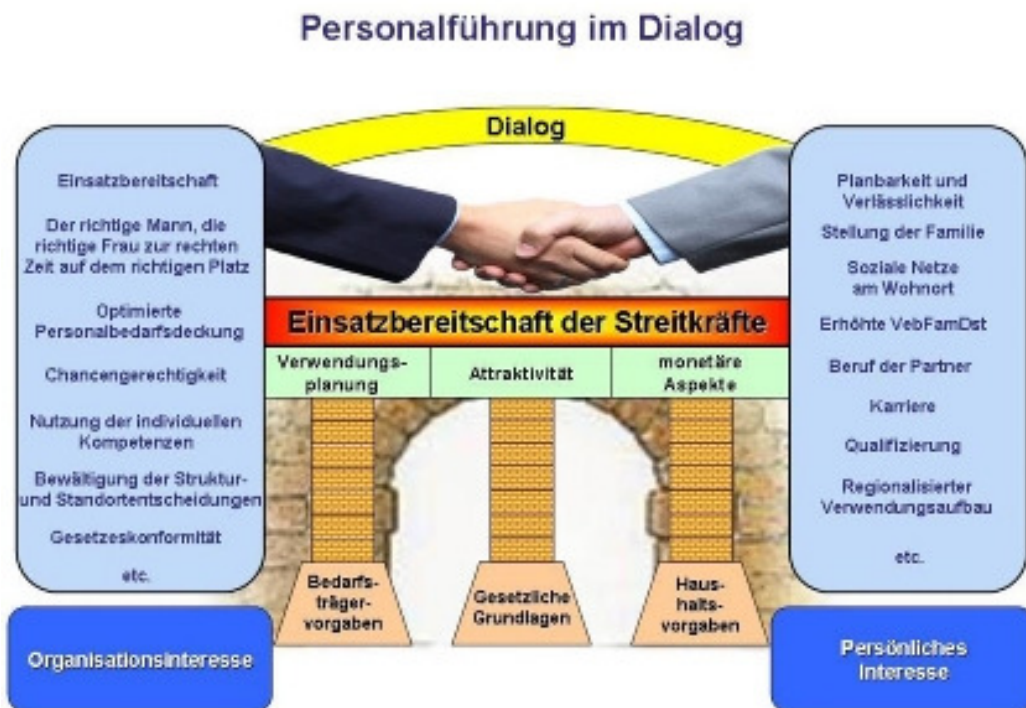 Personalführung im Dialog
Dialog
Einsatzbereitschaft
Der richtige Mann, die
richtige Frau zur rechten
Zeit auf dem richtigen Platz
Optimierte
Personalbedarfsdeckung
Chancengerechtigkeit
Nutzung der individuellen
Kompetenzen
Bewältigung der Struktur-
und Standortentscheidungen
Gesetzeskonformität
etc.
Organisationsinteresse
Einsatzbereitschaft der Streitkräfte
Verwendungs-
planung
Attraktivität
monetäre
Aspekte
Bedarfs-
träger-
vorgaben
Gesetzliche
Grundlagen
Haus-
halts-
vorgaben
Planbarkeit und
Verlässlichkeit
Stellung der Familie
Soziale Netze
am Wohnort
Erhöhte VebFamDst
Beruf der Partner
Karriere
Qualifizierung
Regionalisierter
Verwendungsaufbau
etc.
Persönliches
Interesse